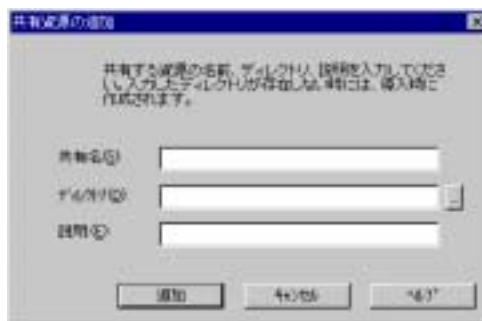 共有資源の追加
共有する資源の名前、ディレクトリ、説明を入力してくださ
い。入力したディレクトリが存在しない時には、導入時に
作成されます。
共有名(S)
ディレクトリ(D)
...
説明(E)
追加
キャンセル
ヘルプ